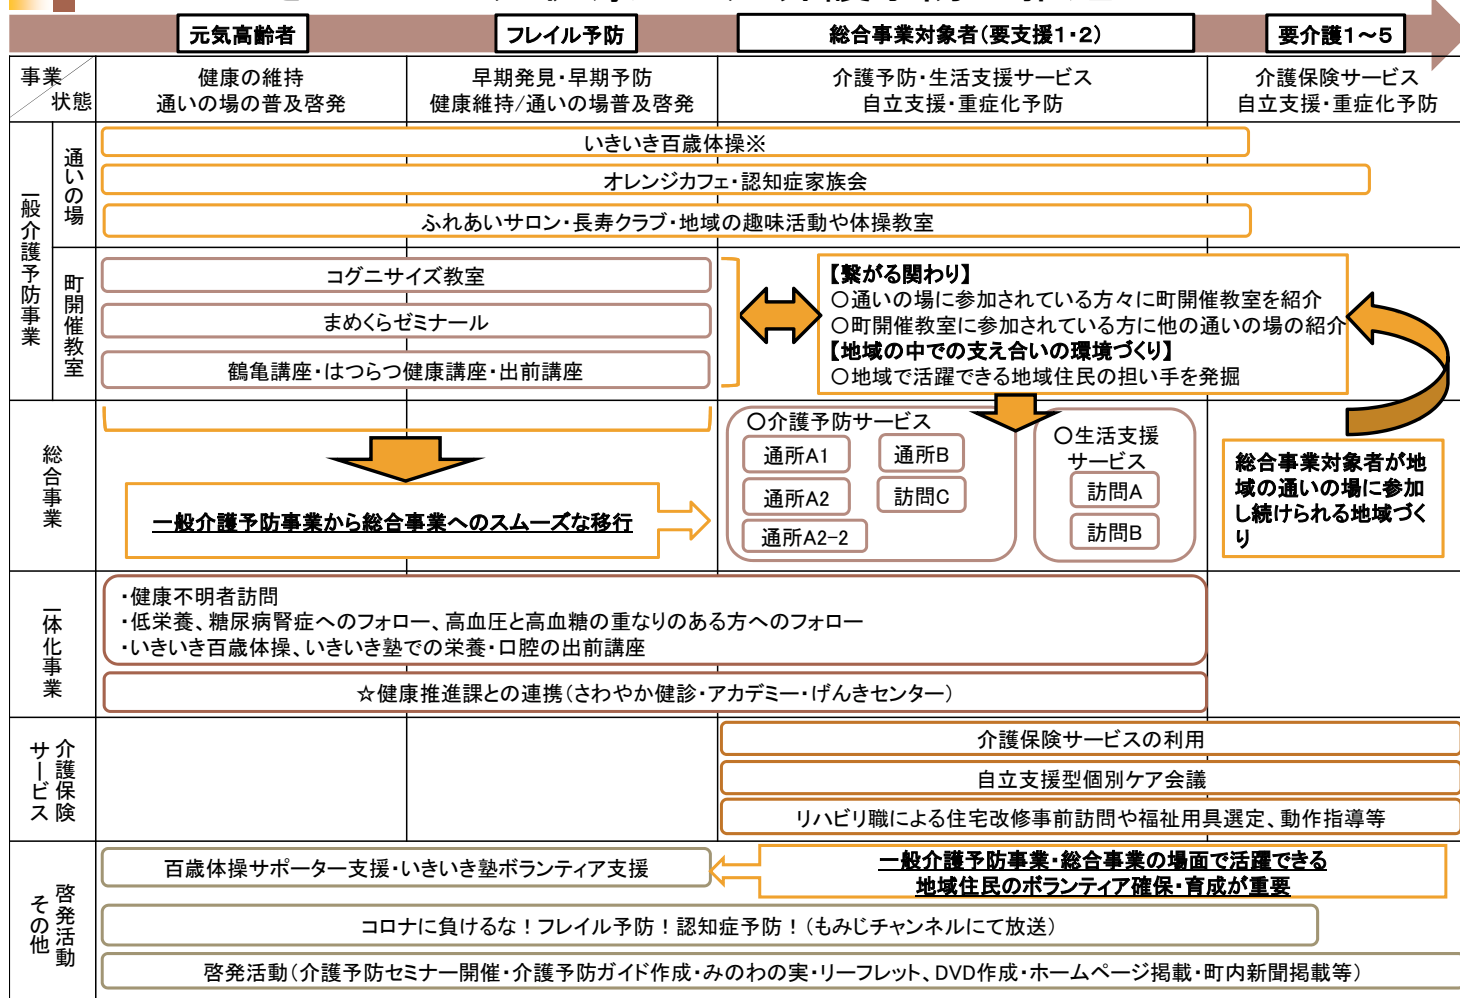 元気高齢者
フレイル予防
総合事業対象者(要支援1・2)
要介護1～5
事業
状態
健康の維持
通いの場の普及啓発
早期発見・早期予防
健康維持/通いの場普及啓発
介護予防・生活支援サービス
自立支援・重症化予防
介護保険サービス
自立支援・重症化予防
一般介護予防事業
通いの場
いきいき百歳体操※
オレンジカフェ・認知症家族会
ふれあいサロン・長寿クラブ・地域の趣味活動や体操教室
町開催教室
コグニサイズ教室
まめくらゼミナール
鶴亀講座・はつらつ健康講座・出前講座
【繋がる関わり】
○通いの場に参加されている方々に町開催教室を紹介
○町開催教室に参加されている方に他の通いの場の紹介
【地域の中での支え合いの環境づくり】
○地域で活躍できる地域住民の担い手を発掘
総合事業
一般介護予防事業から総合事業へのスムーズな移行
○介護予防サービス
通所A1
通所B
通所A2
訪問C
通所A2-2
○生活支援
サービス
訪問A
訪問B
総合事業対象者が地
域の通いの場に参加
し続けられる地域づく
り
一体化事業
・健康不明者訪問
・低栄養、糖尿病腎症へのフォロー、高血圧と高血糖の重なりのある方へのフォロー
・いきいき百歳体操、いきいき塾での栄養・口腔の出前講座
☆健康推進課との連携(さわやか健診・アカデミー・げんきセンター)
介護保険
サービス
介護保険サービスの利用
自立支援型個別ケア会議
リハビリ職による住宅改修事前訪問や福祉用具選定、動作指導等
啓発活動
その他
百歳体操サポーター支援・いきいき塾ボランティア支援
一般介護予防事業・総合事業の場面で活躍できる
地域住民のボランティア確保・育成が重要
コロナに負けるな！フレイル予防！認知症予防！(もみじチャンネルにて放送)
啓発活動(介護予防セミナー開催・介護予防ガイド作成・みのわの実・リーフレット、DVD作成・ホームページ掲載・町内新聞掲載等)